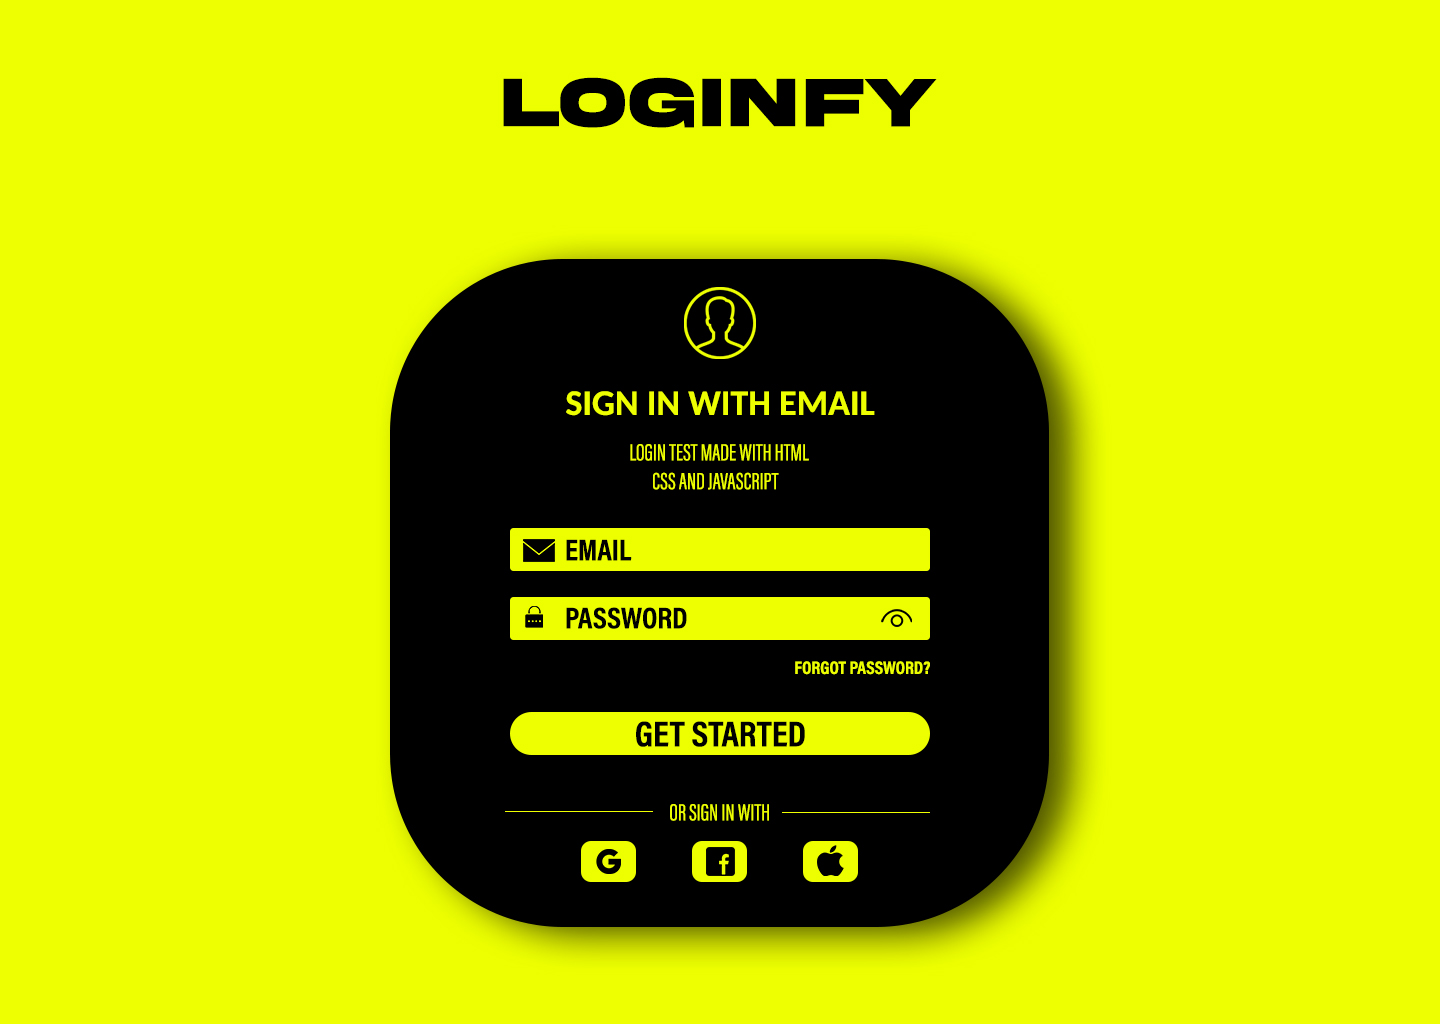 LOGINFY
SIGN IN WITH EMAIL
LOGIN TEST MADE WITH HTML
CSS AND JAVASCRIPT
EMAIL
PASSWORD
FORGOT PASSWORD?
GET STARTED
OR SIGN IN WITH